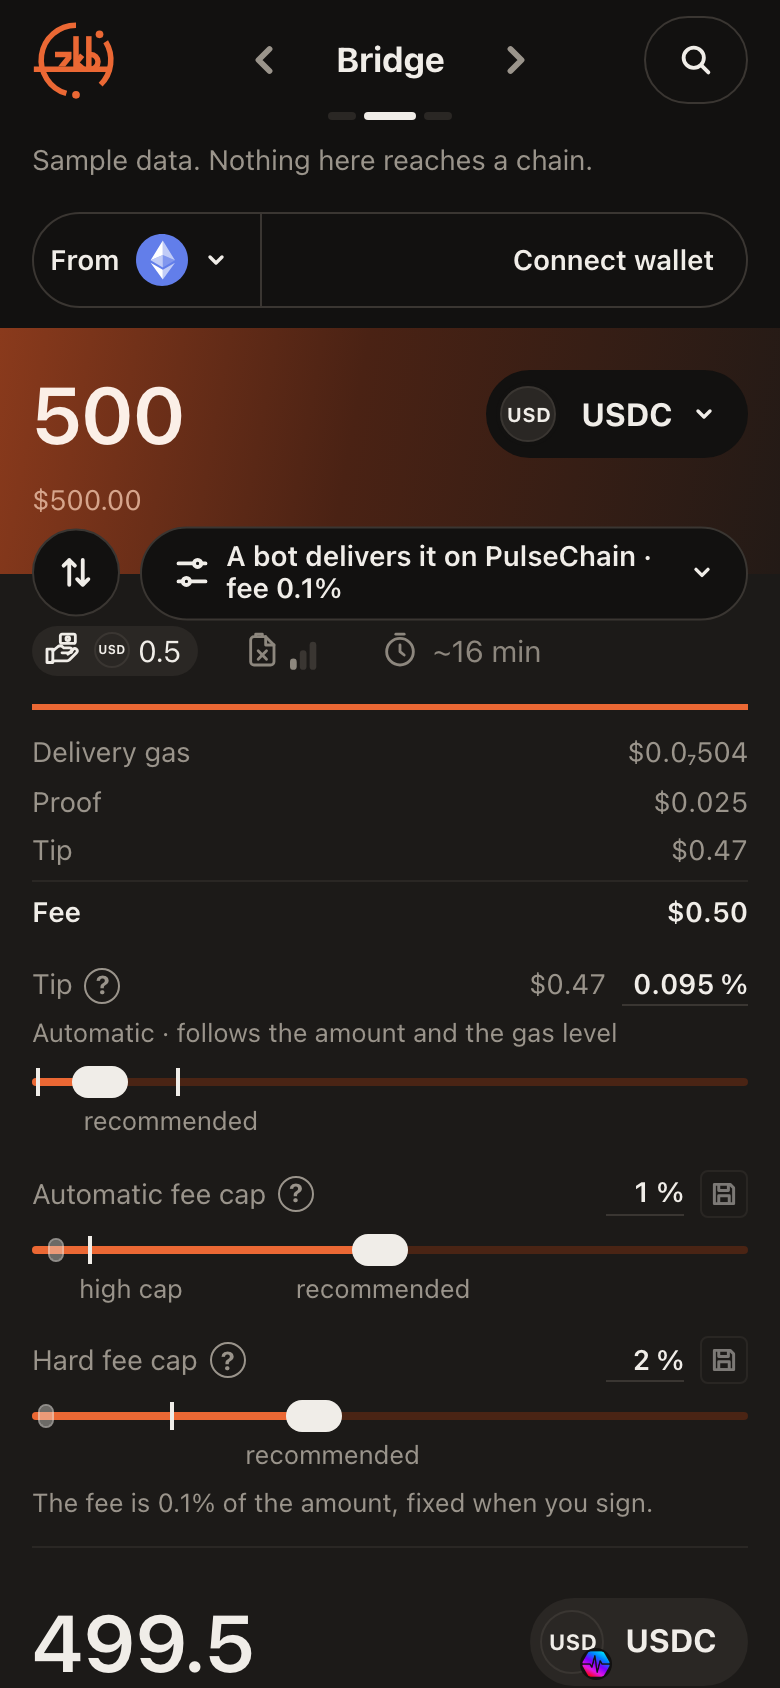 zkb
Bridge
Sample data. Nothing here reaches a chain.
From
Connect wallet
500
USD USDC
$500.00
A bot delivers it on PulseChain ·
fee 0.1%
USD 0.5
~16 min
Delivery gas $0.0₇504
Proof $0.025
Tip $0.47
Fee $0.50
Tip ? $0.47 0.095 %
Automatic · follows the amount and the gas level
recommended
Automatic fee cap ? 1 %
high cap recommended
Hard fee cap ? 2 %
recommended
The fee is 0.1% of the amount, fixed when you sign.
499.5
USD USDC